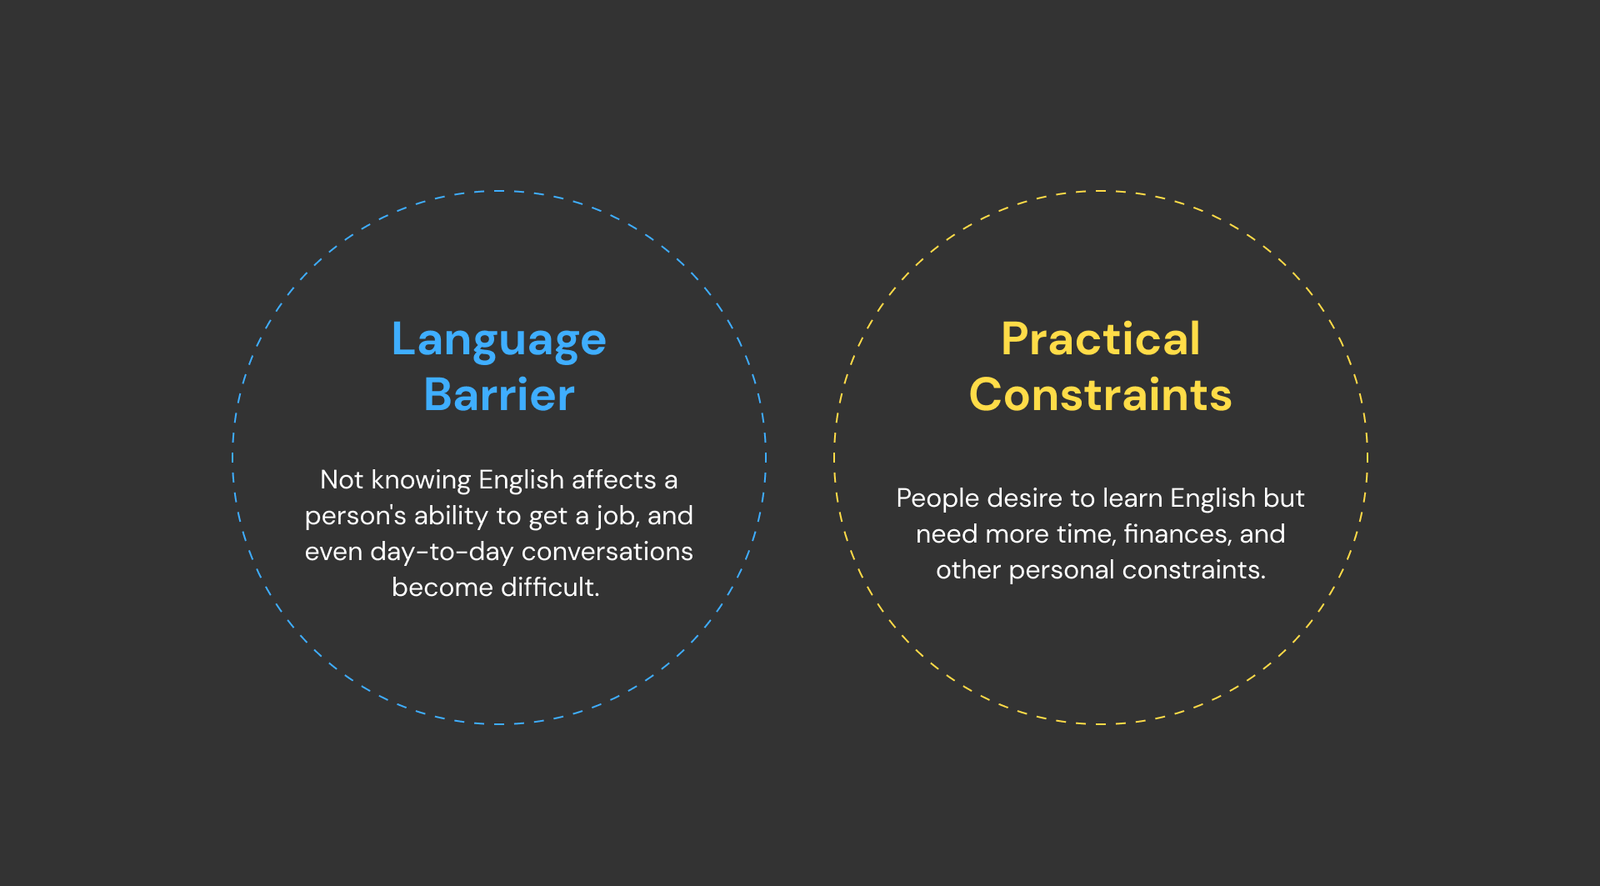 Language
Barrier
Not knowing English affects a
person's ability to get a job, and
even day-to-day conversations
become difficult.
Practical
Constraints
People desire to learn English but
need more time, finances, and
other personal constraints.